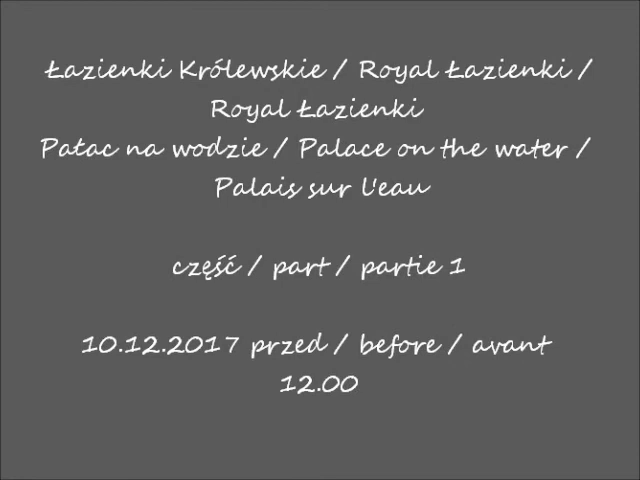 Łazienki Królewskie / Royal Łazienki /
Royal Łazienki
Pałac na wodzie / Palace on the water /
Palais sur l'eau
część / part / partie 1
10.12.2017 przed / before / avant
12.00